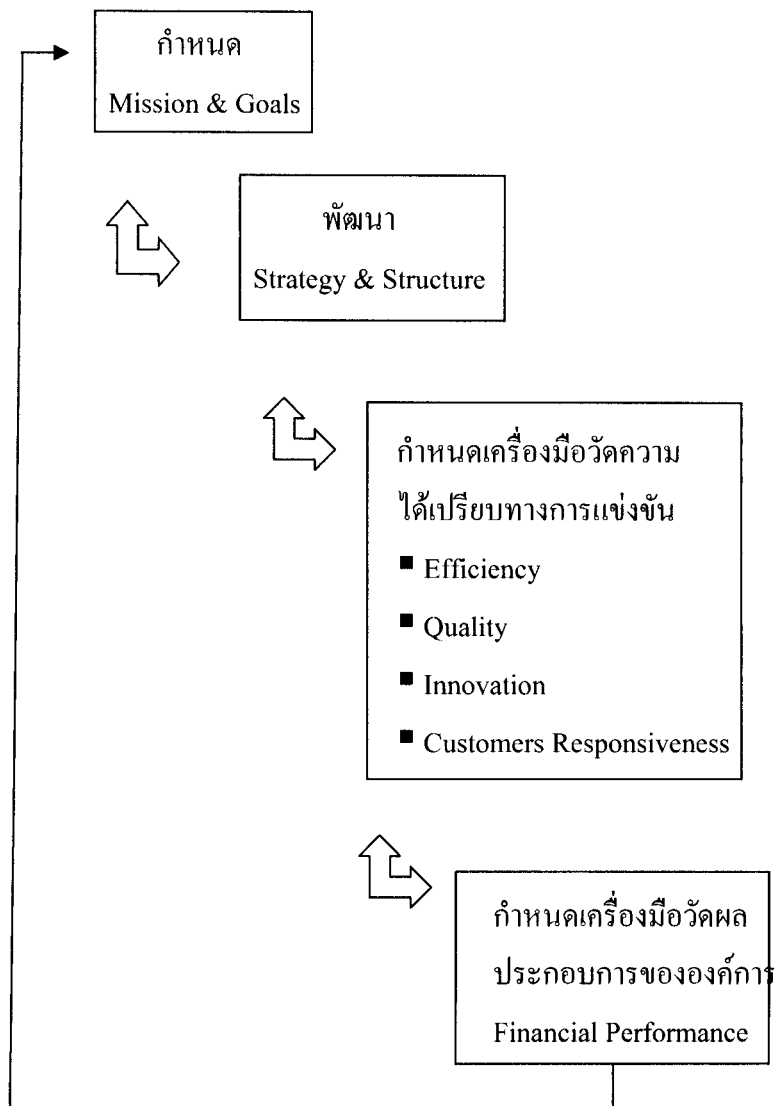 กำหนด
Mission & Goals
พัฒนา
Strategy & Structure
กำหนดเครื่องมือวัดความ
ได้เปรียบทางการแข่งขัน
■ Efficiency
■ Quality
■ Innovation
■ Customers Responsiveness
กำหนดเครื่องมือวัดผล
ประกอบการขององค์การ
Financial Performance